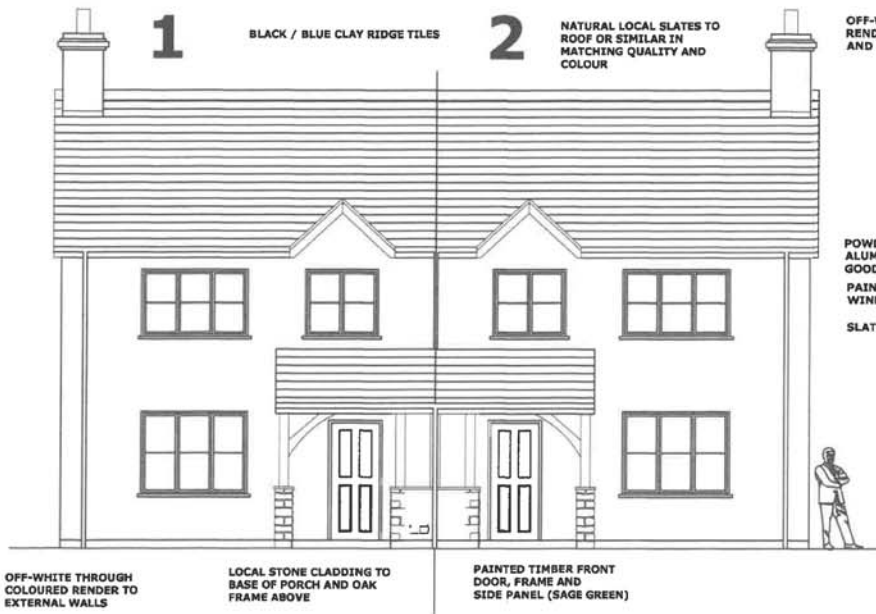 1
BLACK / BLUE CLAY RIDGE TILES
2
NATURAL LOCAL SLATES TO
ROOF OR SIMILAR IN
MATCHING QUALITY AND
COLOUR
AND
SLAT
OFF-WHITE THROUGH
COLOURED RENDER TO
EXTERNAL WALLS
LOCAL STONE CLADDING TO
BASE OF PORCH AND OAK
FRAME ABOVE
PAINTED TIMBER FRONT
DOOR, FRAME AND
SIDE PANEL (SAGE GREEN)